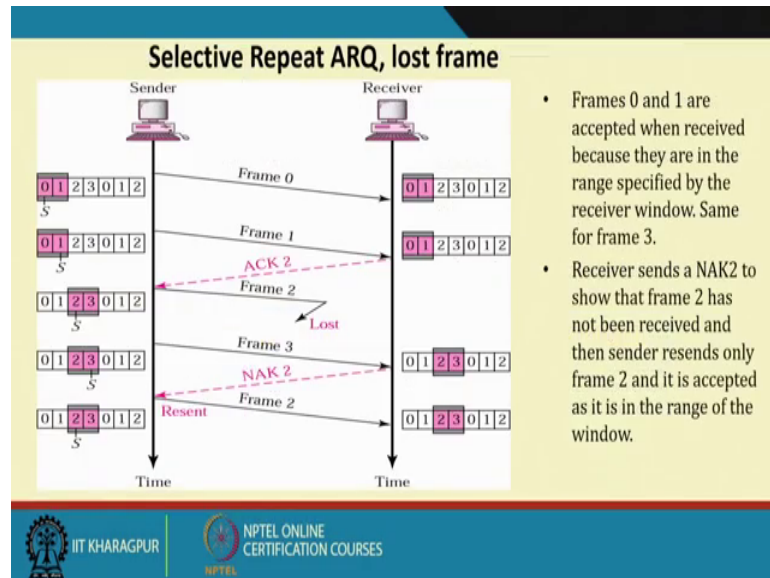 Selective Repeat ARQ, lost frame
Sender
Receiver
Frame 0
0 1 2 3 0 1 2
S
0 1 2 3 0 1 2
Frame 1
0 1 2 3 0 1 2
S
0 1 2 3 0 1 2
ACK 2
Frame 2
0 1 2 3 0 1 2
S
Lost
Frame 3
0 1 2 3 0 1 2
S
0 1 2 3 0 1 2
NAK 2
Resent
Frame 2
0 1 2 3 0 1 2
S
0 1 2 3 0 1 2
Time
Time
• Frames 0 and 1 are
accepted when received
because they are in the
range specified by the
receiver window. Same
for frame 3.
• Receiver sends a NAK2 to
show that frame 2 has
not been received and
then sender resends only
frame 2 and it is accepted
as it is in the range of the
window.
IIT KHARAGPUR
NPTEL
NPTEL ONLINE
CERTIFICATION COURSES